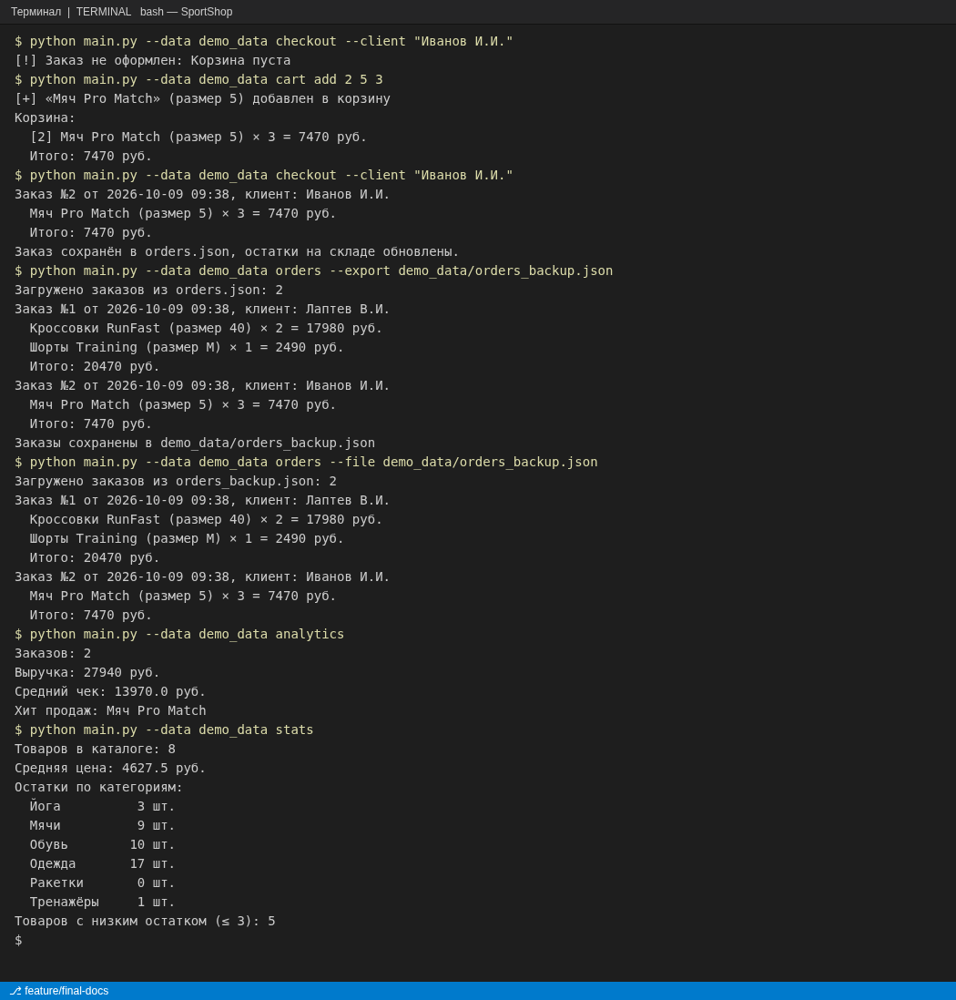 Терминал | TERMINAL bash — SportShop
$ python main.py --data demo_data checkout --client "Иванов И.И."
[!] Заказ не оформлен: Корзина пуста
$ python main.py --data demo_data cart add 2 5 3
[+] «Мяч Pro Match» (размер 5) добавлен в корзину
Корзина:
  [2] Мяч Pro Match (размер 5) × 3 = 7470 руб.
  Итого: 7470 руб.
$ python main.py --data demo_data checkout --client "Иванов И.И."
Заказ №2 от 2026-10-09 09:38, клиент: Иванов И.И.
  Мяч Pro Match (размер 5) × 3 = 7470 руб.
  Итого: 7470 руб.
Заказ сохранён в orders.json, остатки на складе обновлены.
$ python main.py --data demo_data orders --export demo_data/orders_backup.json
Загружено заказов из orders.json: 2
Заказ №1 от 2026-10-09 09:38, клиент: Лаптев В.И.
  Кроссовки RunFast (размер 40) × 2 = 17980 руб.
  Шорты Training (размер M) × 1 = 2490 руб.
  Итого: 20470 руб.
Заказ №2 от 2026-10-09 09:38, клиент: Иванов И.И.
  Мяч Pro Match (размер 5) × 3 = 7470 руб.
  Итого: 7470 руб.
Заказы сохранены в demo_data/orders_backup.json
$ python main.py --data demo_data orders --file demo_data/orders_backup.json
Загружено заказов из orders_backup.json: 2
Заказ №1 от 2026-10-09 09:38, клиент: Лаптев В.И.
  Кроссовки RunFast (размер 40) × 2 = 17980 руб.
  Шорты Training (размер M) × 1 = 2490 руб.
  Итого: 20470 руб.
Заказ №2 от 2026-10-09 09:38, клиент: Иванов И.И.
  Мяч Pro Match (размер 5) × 3 = 7470 руб.
  Итого: 7470 руб.
$ python main.py --data demo_data analytics
Заказов: 2
Выручка: 27940 руб.
Средний чек: 13970.0 руб.
Хит продаж: Мяч Pro Match
$ python main.py --data demo_data stats
Товаров в каталоге: 8
Средняя цена: 4627.5 руб.
Остатки по категориям:
  Йога          3 шт.
  Мячи          9 шт.
  Обувь        10 шт.
  Одежда       17 шт.
  Ракетки       0 шт.
  Тренажёры     1 шт.
Товаров с низким остатком (≤ 3): 5
$
⎇ feature/final-docs